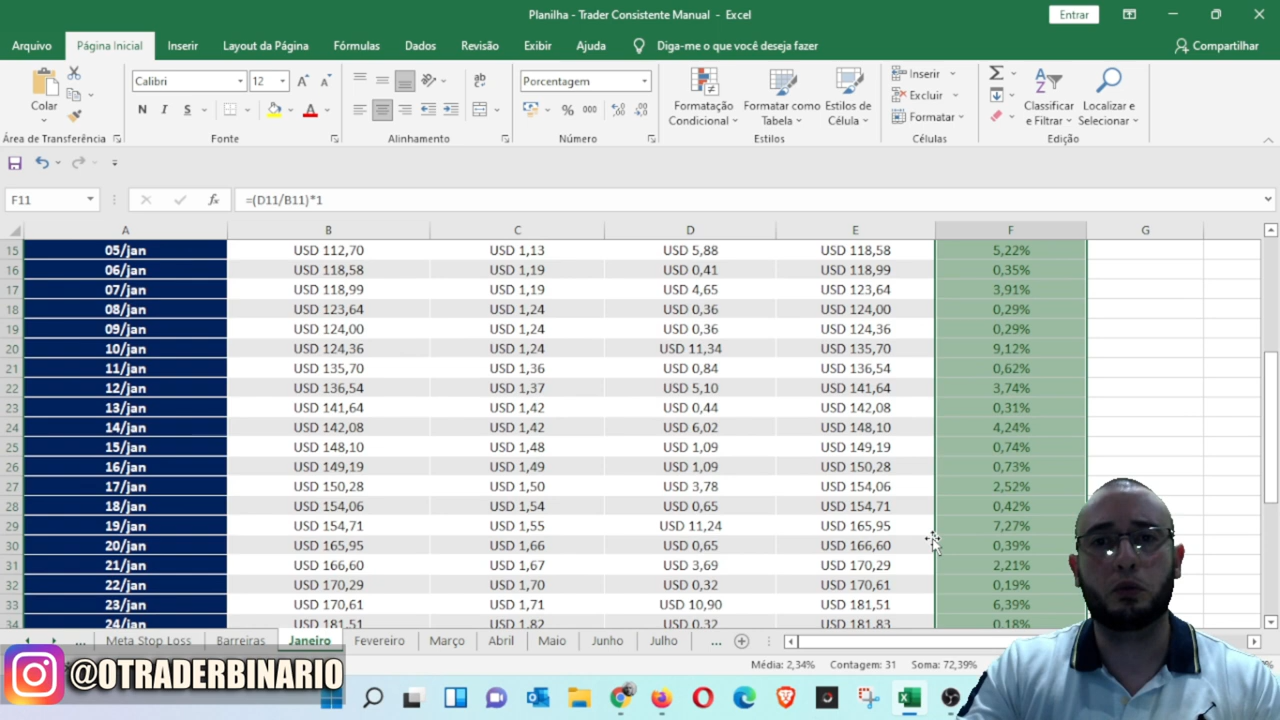 Planilha - Trader Consistente Manual - Excel
Entrar
Arquivo Página Inicial Inserir Layout da Página Fórmulas Dados Revisão Exibir Ajuda Diga-me o que você deseja fazer Compartilhar
Colar
Área de Transferência
Calibri 12
N I S
Fonte
ab
Alinhamento
Porcentagem
% 000
Número
Formatação Condicional
Formatar como Tabela
Estilos de Célula
Estilos
Inserir
Excluir
Formatar
Células
Classificar e Filtrar
Localizar e Selecionar
Edição
F11 fx =(D11/B11)*1
A B C D E F G
15 05/jan USD 112,70 USD 1,13 USD 5,88 USD 118,58 5,22%
16 06/jan USD 118,58 USD 1,19 USD 0,41 USD 118,99 0,35%
17 07/jan USD 118,99 USD 1,19 USD 4,65 USD 123,64 3,91%
18 08/jan USD 123,64 USD 1,24 USD 0,36 USD 124,00 0,29%
19 09/jan USD 124,00 USD 1,24 USD 0,36 USD 124,36 0,29%
20 10/jan USD 124,36 USD 1,24 USD 11,34 USD 135,70 9,12%
21 11/jan USD 135,70 USD 1,36 USD 0,84 USD 136,54 0,62%
22 12/jan USD 136,54 USD 1,37 USD 5,10 USD 141,64 3,74%
23 13/jan USD 141,64 USD 1,42 USD 0,44 USD 142,08 0,31%
24 14/jan USD 142,08 USD 1,42 USD 6,02 USD 148,10 4,24%
25 15/jan USD 148,10 USD 1,48 USD 1,09 USD 149,19 0,74%
26 16/jan USD 149,19 USD 1,49 USD 1,09 USD 150,28 0,73%
27 17/jan USD 150,28 USD 1,50 USD 3,78 USD 154,06 2,52%
28 18/jan USD 154,06 USD 1,54 USD 0,65 USD 154,71 0,42%
29 19/jan USD 154,71 USD 1,55 USD 11,24 USD 165,95 7,27%
30 20/jan USD 165,95 USD 1,66 USD 0,65 USD 166,60 0,39%
31 21/jan USD 166,60 USD 1,67 USD 3,69 USD 170,29 2,21%
32 22/jan USD 170,29 USD 1,70 USD 0,32 USD 170,61 0,19%
33 23/jan USD 170,61 USD 1,71 USD 10,90 USD 181,51 6,39%
34 24/jan USD 181,51 USD 1,82 USD 0,32 USD 181,83 0,18%
... Meta Stop Loss Barreiras Janeiro Fevereiro Março Abril Maio Junho Julho ...
Média: 2,34% Contagem: 31 Soma: 72,39%
@OTRADERBINARIO